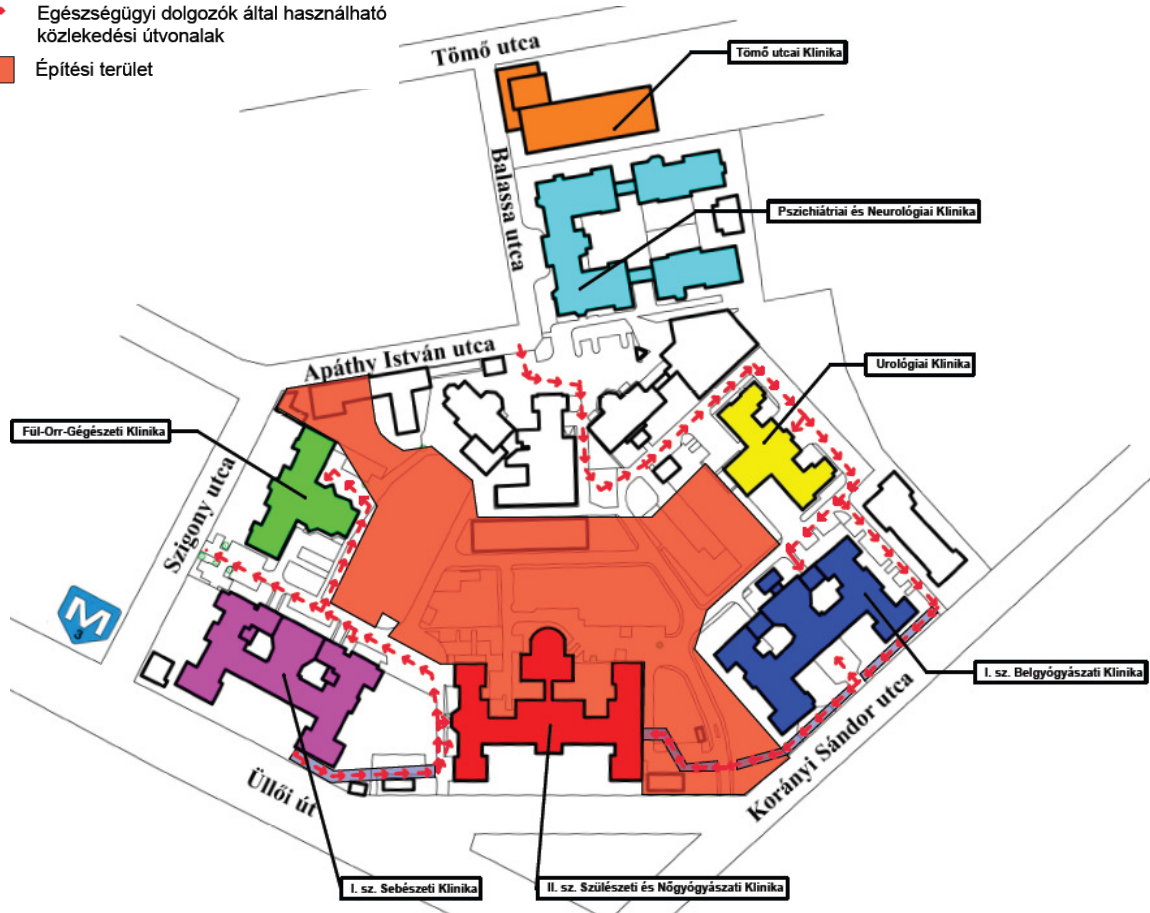 Egészségügyi dolgozók által használható
közlekedési útvonalak
Építési terület
Tömő utca
Tömő utcai Klinika
Balassa utca
Pszichiátriai és Neurológiai Klinika
Apáthy István utca
Urológiai Klinika
Fül-Orr-Gégészeti Klinika
Szigony utca
M
3
I. sz. Belgyógyászati Klinika
Korányi Sándor utca
Üllői út
I. sz. Sebészeti Klinika
II. sz. Szülészeti és Nőgyógyászati Klinika